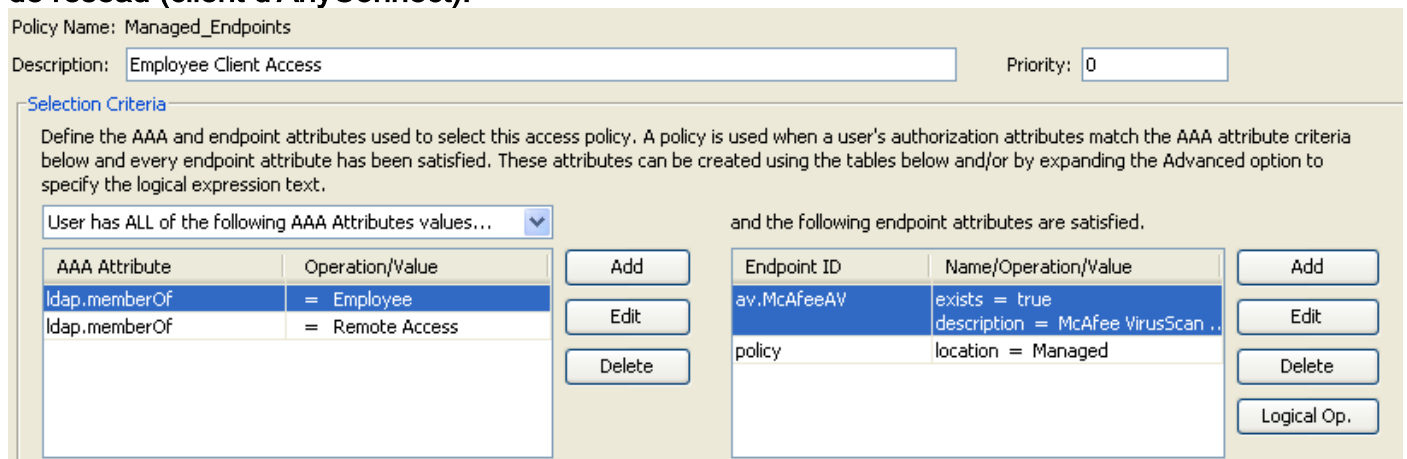 de réseau (client d'AnyConnect).
Policy Name: Managed_Endpoints
Description: Employee Client Access Priority: 0
Selection Criteria
Define the AAA and endpoint attributes used to select this access policy. A policy is used when a user's authorization attributes match the AAA attribute criteria
below and every endpoint attribute has been satisfied. These attributes can be created using the tables below and/or by expanding the Advanced option to
specify the logical expression text.
User has ALL of the following AAA Attributes values... and the following endpoint attributes are satisfied.
AAA Attribute Operation/Value Add Endpoint ID Name/Operation/Value Add
ldap.memberOf = Employee av.McAfeeAV exists = true
Edit description = McAfee VirusScan .. Edit
ldap.memberOf = Remote Access
policy location = Managed
Delete Delete
Logical Op.